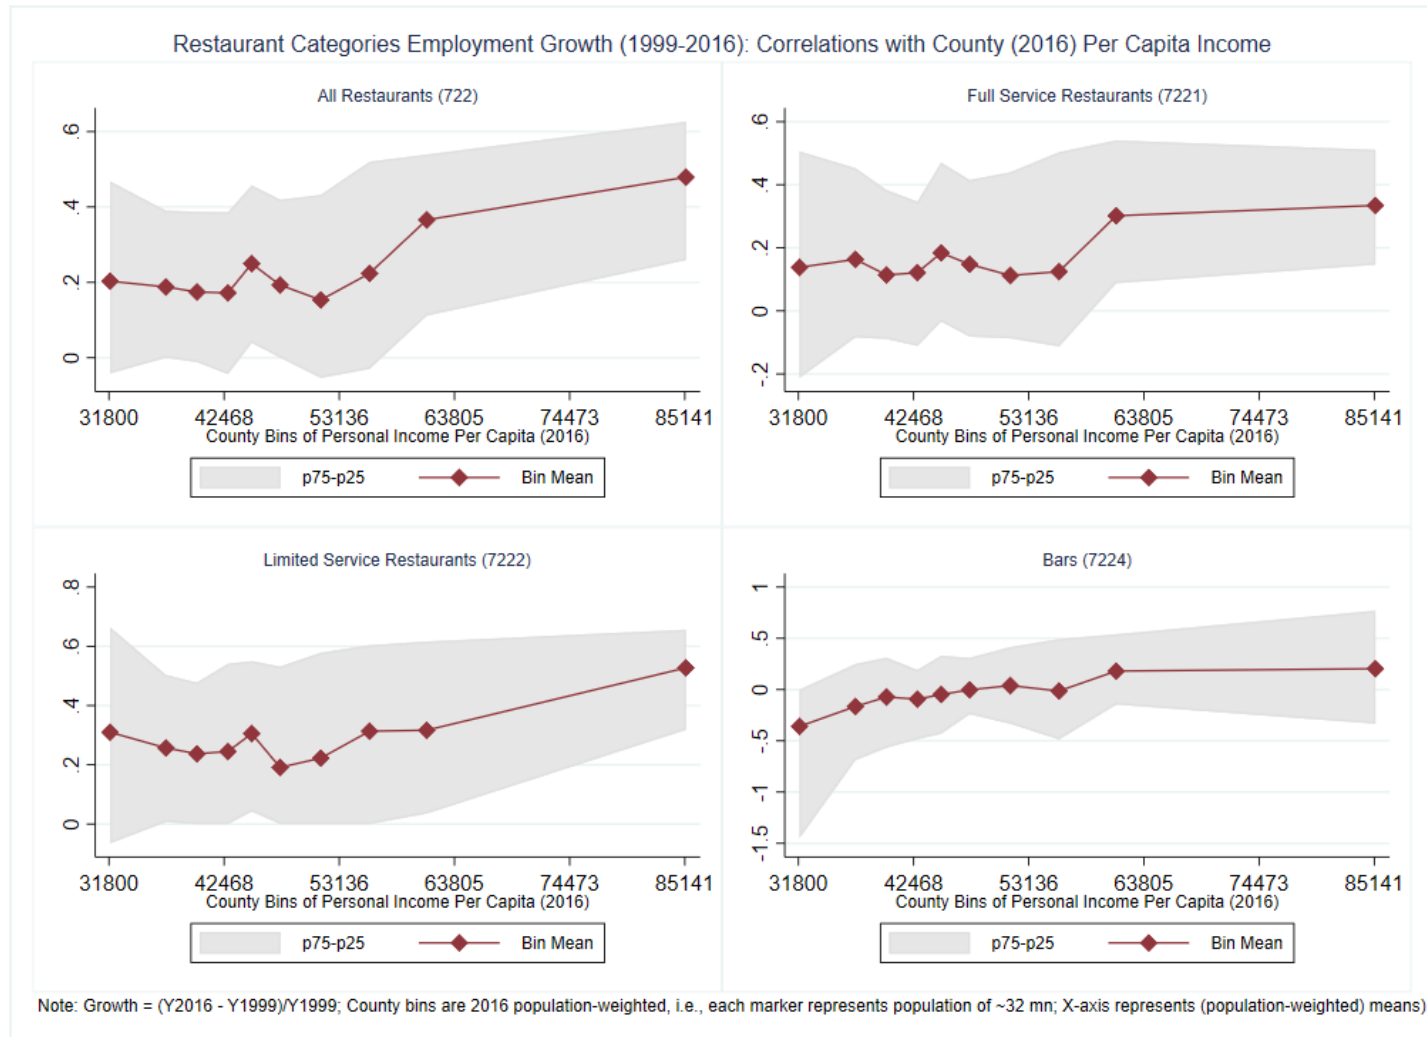 Restaurant Categories Employment Growth (1999-2016): Correlations with County (2016) Per Capita Income
All Restaurants (722)
.6
.4
.2
0
31800 42468 53136 63805 74473 85141
County Bins of Personal Income Per Capita (2016)
p75-p25 Bin Mean
Full Service Restaurants (7221)
.6
.4
.2
0
-.2
31800 42468 53136 63805 74473 85141
County Bins of Personal Income Per Capita (2016)
p75-p25 Bin Mean
Limited Service Restaurants (7222)
.8
.6
.4
.2
0
31800 42468 53136 63805 74473 85141
County Bins of Personal Income Per Capita (2016)
p75-p25 Bin Mean
Bars (7224)
1
.5
0
-.5
-1
-1.5
31800 42468 53136 63805 74473 85141
County Bins of Personal Income Per Capita (2016)
p75-p25 Bin Mean
Note: Growth = (Y2016 - Y1999)/Y1999; County bins are 2016 population-weighted, i.e., each marker represents population of ~32 mn; X-axis represents (population-weighted) means)